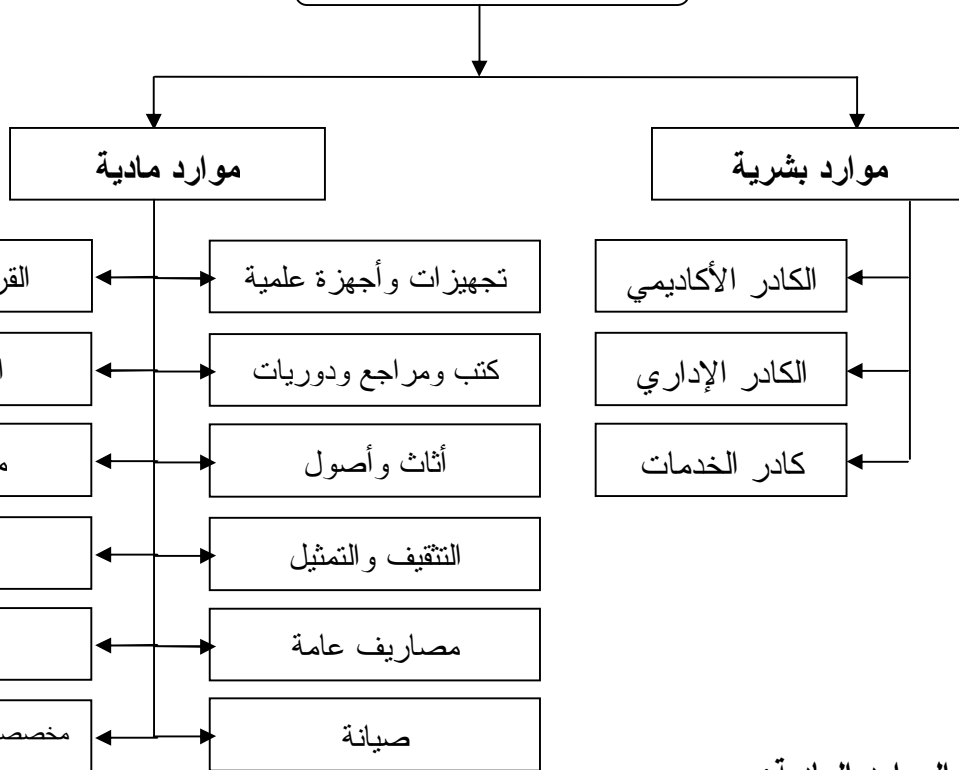 موارد بشرية
موارد مادية
الكادر الأكاديمي
تجهيزات وأجهزة علمية
الكادر الإداري
كتب ومراجع ودوريات
كادر الخدمات
أثاث وأصول
التثقيف والتمثيل
مصاريف عامة
صيانة